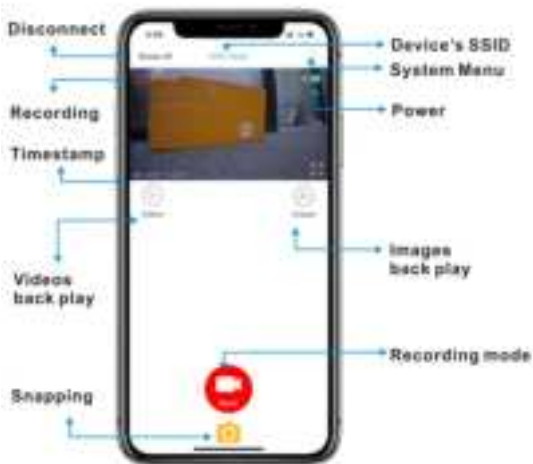 Disconnect
Device's SSID
System Menu
Recording
Power
Timestamp
Images
back play
Videos
back play
Recording mode
Snapping